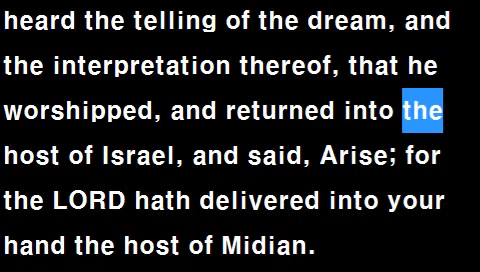 heard the telling of the dream, and
the interpretation thereof, that he
worshipped, and returned into the
host of Israel, and said, Arise; for
the LORD hath delivered into your
hand the host of Midian.